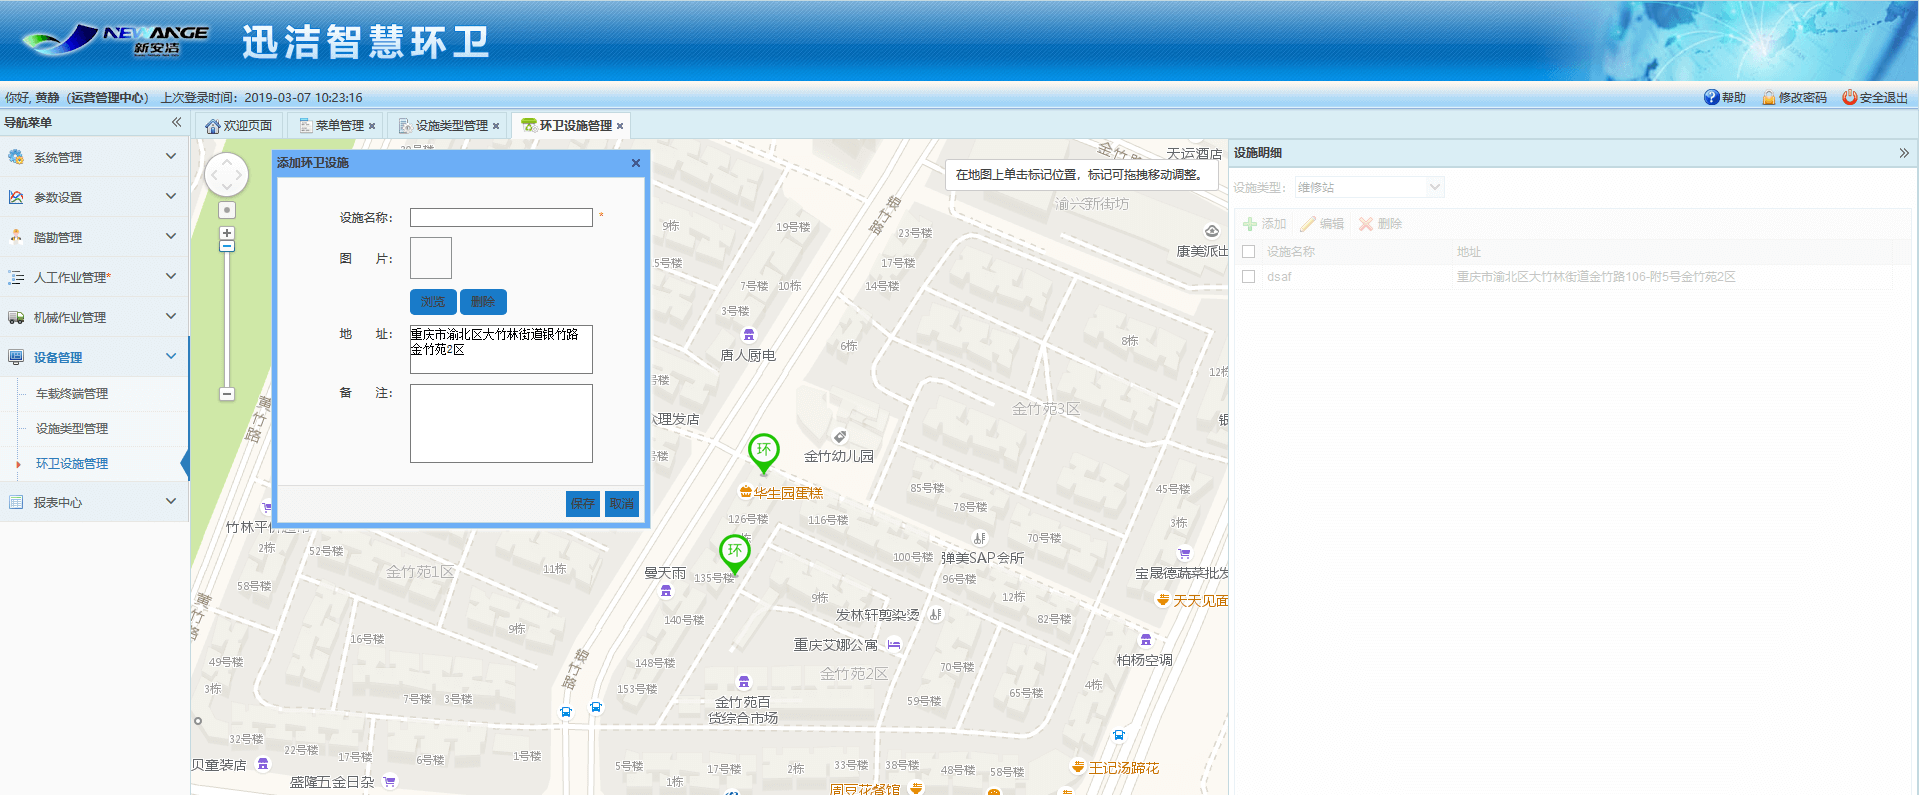 NEWANGE
新安洁
迅洁智慧环卫
你好, 黄静（运营管理中心） 上次登录时间：2019-03-07 10:23:16
帮助 修改密码 安全退出
导航菜单
系统管理
参数设置
踏勘管理
人工作业管理*
机械作业管理
设备管理
车载终端管理
设施类型管理
环卫设施管理
报表中心
欢迎页面 菜单管理 设施类型管理 环卫设施管理
添加环卫设施
设施名称： *
图 片：
浏览 删除
地 址： 重庆市渝北区大竹林街道银竹路
金竹苑2区
备 注：
保存 取消
在地图上单击标记位置，标记可拖拽移动调整。
天运酒店
渝兴宗街坊
银竹路
9栋
19号楼
23号楼
康美派出
5号楼
17号楼
7号楼 10栋
14号楼
3号楼
唐人厨电
6栋
8栋
12栋
号楼
金竹苑3区
理发店
银
黄竹路
号楼
环
金竹幼儿园
华生园蛋糕
85号楼
45号楼
78号楼
126号楼
116号楼
3栋
竹林平价超市
2栋
52号楼
环
100号楼
弹美SAP会所
70号楼
58号楼
金竹苑1区
11栋
曼天雨
135号楼
96号楼
宝晟德蔬菜批发
黄竹路
9栋
12栋
天天见面
发林轩剪染烫
82号楼
140号楼
16号楼
9栋
重庆艾娜公寓
49号楼
148号楼
金竹苑2区
70号楼
柏杨空调
银竹路
3栋
153号楼
4栋
7号楼 3号楼
金竹苑百
货综合市场
59号楼
65号楼
32号楼
22号楼
17号楼
6号楼
1号楼
贝童装店
5号楼
17号楼
2栋
33号楼
38号楼
48号楼
58号楼
王记汤蹄花
盛隆五金日杂
1栋
周豆花餐馆
设施明细
设施类型： 维修站
添加 编辑 删除
设施名称 地址
dsaf 重庆市渝北区大竹林街道金竹路106-附5号金竹苑2区